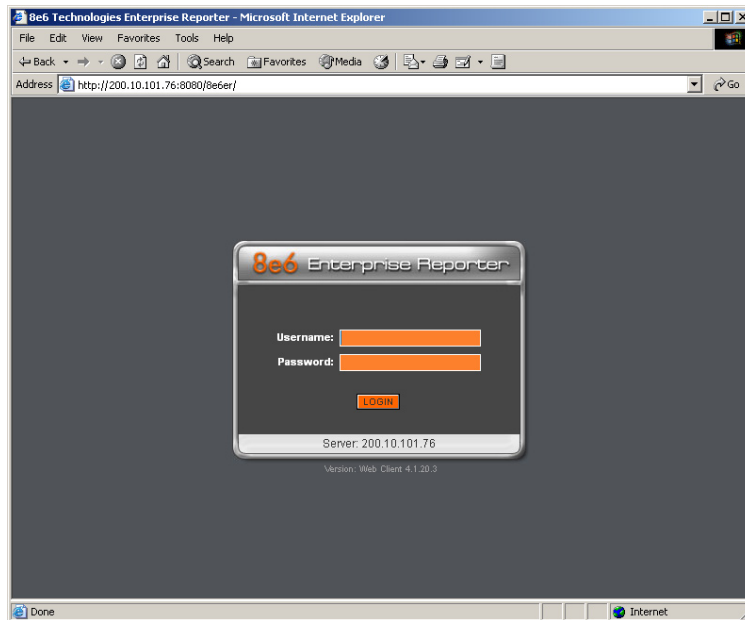 8e6 Technologies Enterprise Reporter - Microsoft Internet Explorer
File Edit View Favorites Tools Help
Back Search Favorites Media
Address http://200.10.101.76:8080/8e6er/ Go
8e6 Enterprise Reporter
Username:
Password:
LOGIN
Server: 200.10.101.76
Version: Web Client 4.1.20.3
Done Internet